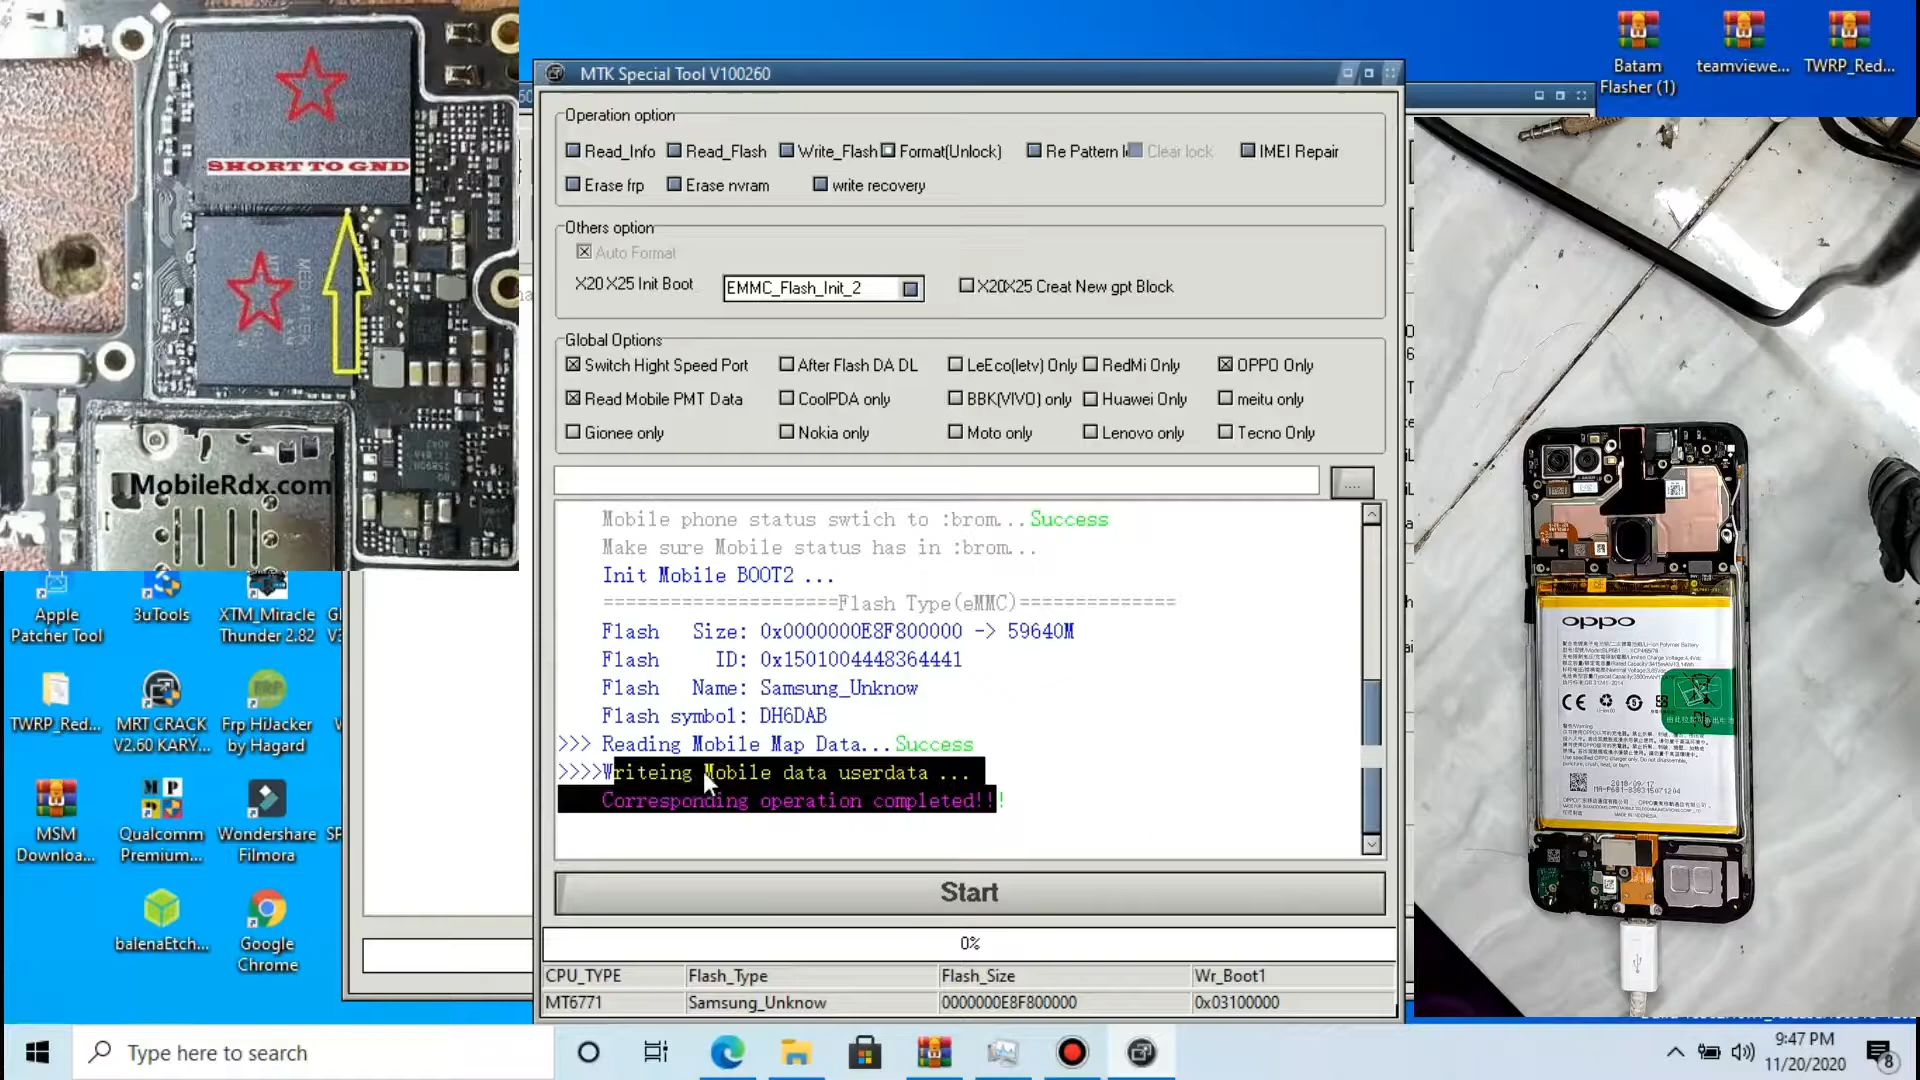 SHORT TO GND
MEDIATEK
MobileRdx.com
Batam
Flasher (1)
teamviewe...
TWRP_Red...
MTK Special Tool V100260
Operation option
Read_Info
Read_Flash
Write_Flash
Format(Unlock)
Re Pattern l
Clear lock
IMEI Repair
Erase frp
Erase nvram
write recovery
Others option
Auto Format
X20 X25 Init Boot
EMMC_Flash_Init_2
X20X25 Creat New gpt Block
Global Options
Switch Hight Speed Port
After Flash DA DL
LeEco(letv) Only
RedMi Only
OPPO Only
Read Mobile PMT Data
CoolPDA only
BBK(VIVO) only
Huawei Only
meitu only
Gionee only
Nokia only
Moto only
Lenovo only
Tecno Only
....
Mobile phone status swtich to :brom...Success
Make sure Mobile status has in :brom...
Init Mobile BOOT2 ...
=====================Flash Type(eMMC)==============
Flash Size: 0x0000000E8F800000 -> 59640M
Flash ID: 0x1501004448364441
Flash Name: Samsung_Unknow
Flash symbol: DH6DAB
>>> Reading Mobile Map Data...Success
>>>>Writeing Mobile data userdata ...
Corresponding operation completed!!!
Start
0%
CPU_TYPE
Flash_Type
Flash_Size
Wr_Boot1
MT6771
Samsung_Unknow
0000000E8F800000
0x03100000
Apple
Patcher Tool
3uTools
XTM_Miracle
Thunder 2.82
TWRP_Red...
MRT CRACK
V2.60 KARY...
Frp HiJacker
by Hagard
MSM
Downloa...
Qualcomm
Premium...
Wondershare
Filmora
SP
balenaEtch...
Google
Chrome
oppo
Type here to search
9:47 PM
11/20/2020
8